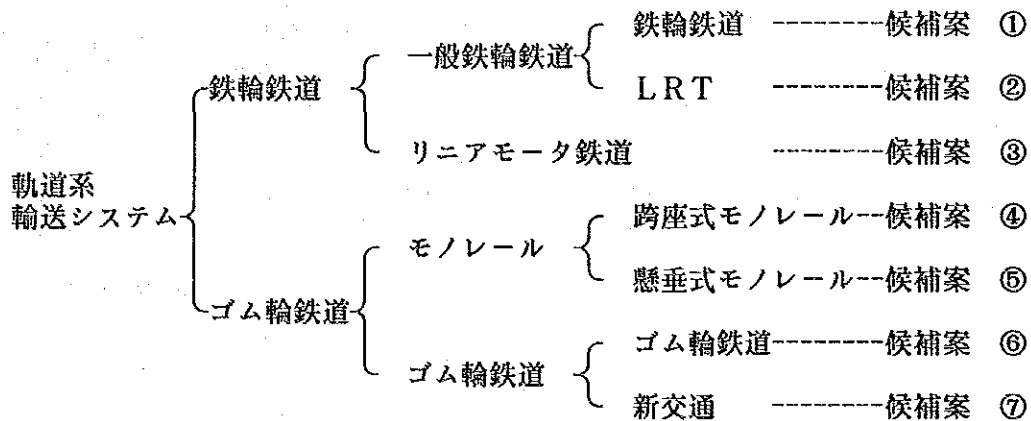 鉄輪鉄道 --------候補案 ①
一般鉄輪鉄道
鉄輪鉄道
LRT --------候補案 ②
リニアモータ鉄道 --------候補案 ③
軌道系
輸送システム
跨座式モノレール--候補案 ④
モノレール
懸垂式モノレール--候補案 ⑤
ゴム輪鉄道
ゴム輪鉄道--------候補案 ⑥
ゴム輪鉄道
新交通 --------候補案 ⑦